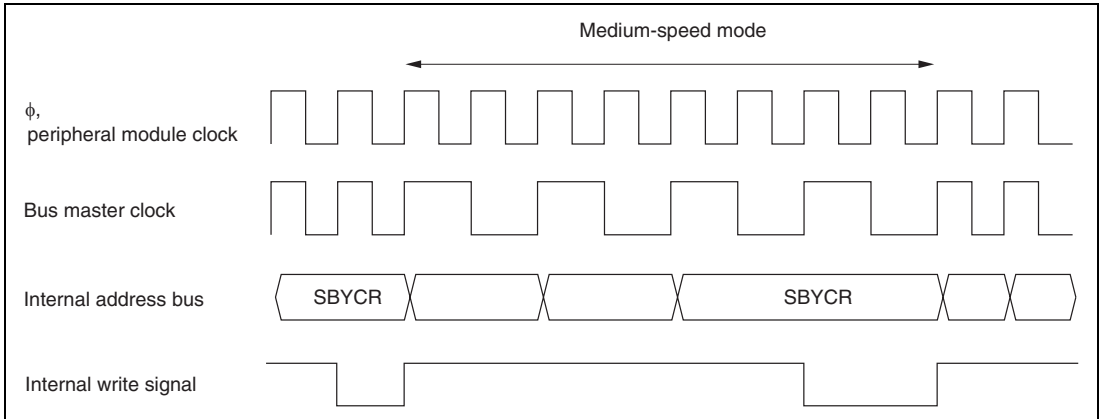 Medium-speed mode
ϕ,
peripheral module clock
Bus master clock
Internal address bus
SBYCR
SBYCR
Internal write signal